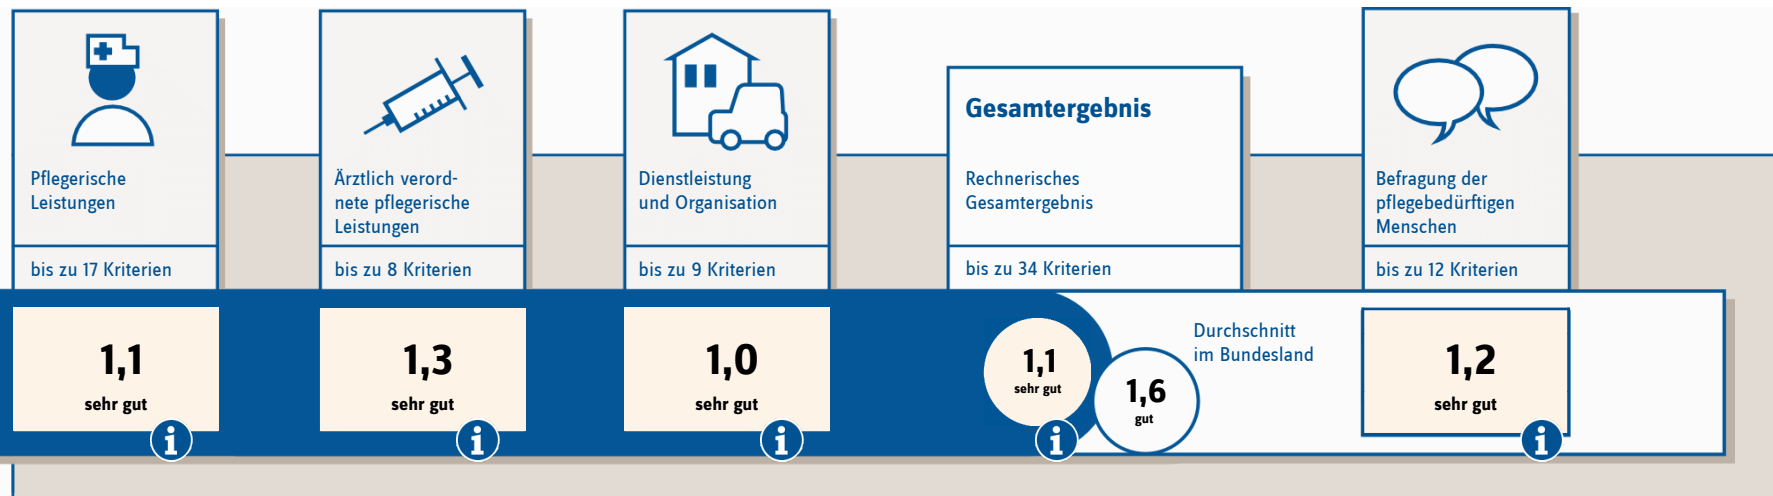 Pflegerische
Leistungen
bis zu 17 Kriterien
1,1
sehr gut
i
Ärztlich verord-
nete pflegerische
Leistungen
bis zu 8 Kriterien
1,3
sehr gut
i
Dienstleistung
und Organisation
bis zu 9 Kriterien
1,0
sehr gut
i
Gesamtergebnis
Rechnerisches
Gesamtergebnis
bis zu 34 Kriterien
1,1
sehr gut
i
1,6
gut
Durchschnitt
im Bundesland
Befragung der
pflegebedürftigen
Menschen
bis zu 12 Kriterien
1,2
sehr gut
i